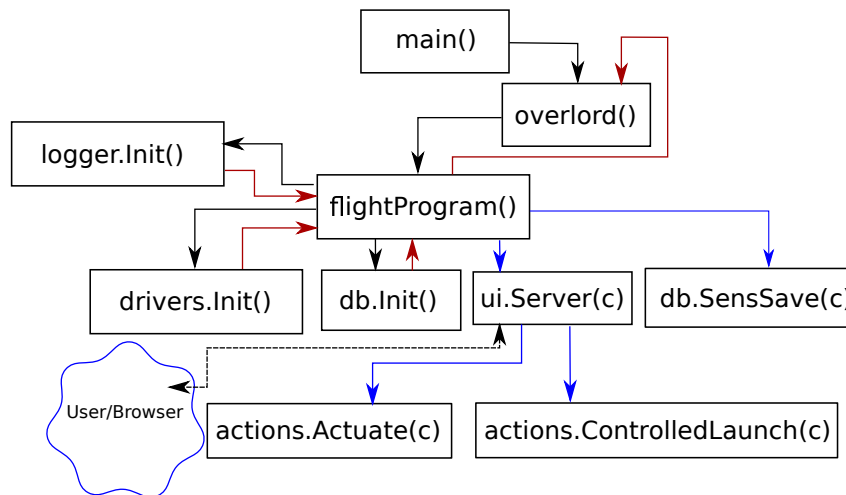 main()
overlord()
logger.Init()
flightProgram()
drivers.Init()
db.Init()
ui.Server(c)
db.SensSave(c)
User/Browser
actions.Actuate(c)
actions.ControlledLaunch(c)